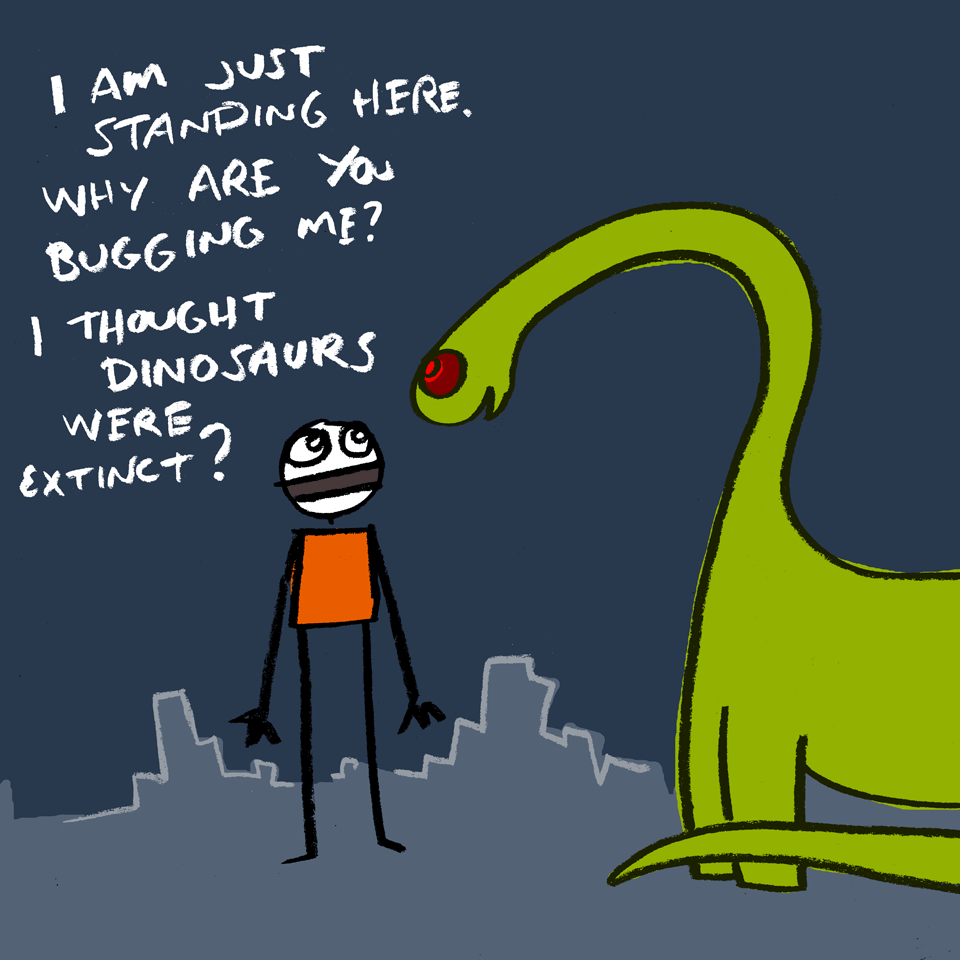 I AM JUST
STANDING HERE.
WHY ARE YOU
BUGGING ME?
I THOUGHT
DINOSAURS
WERE
EXTINCT?